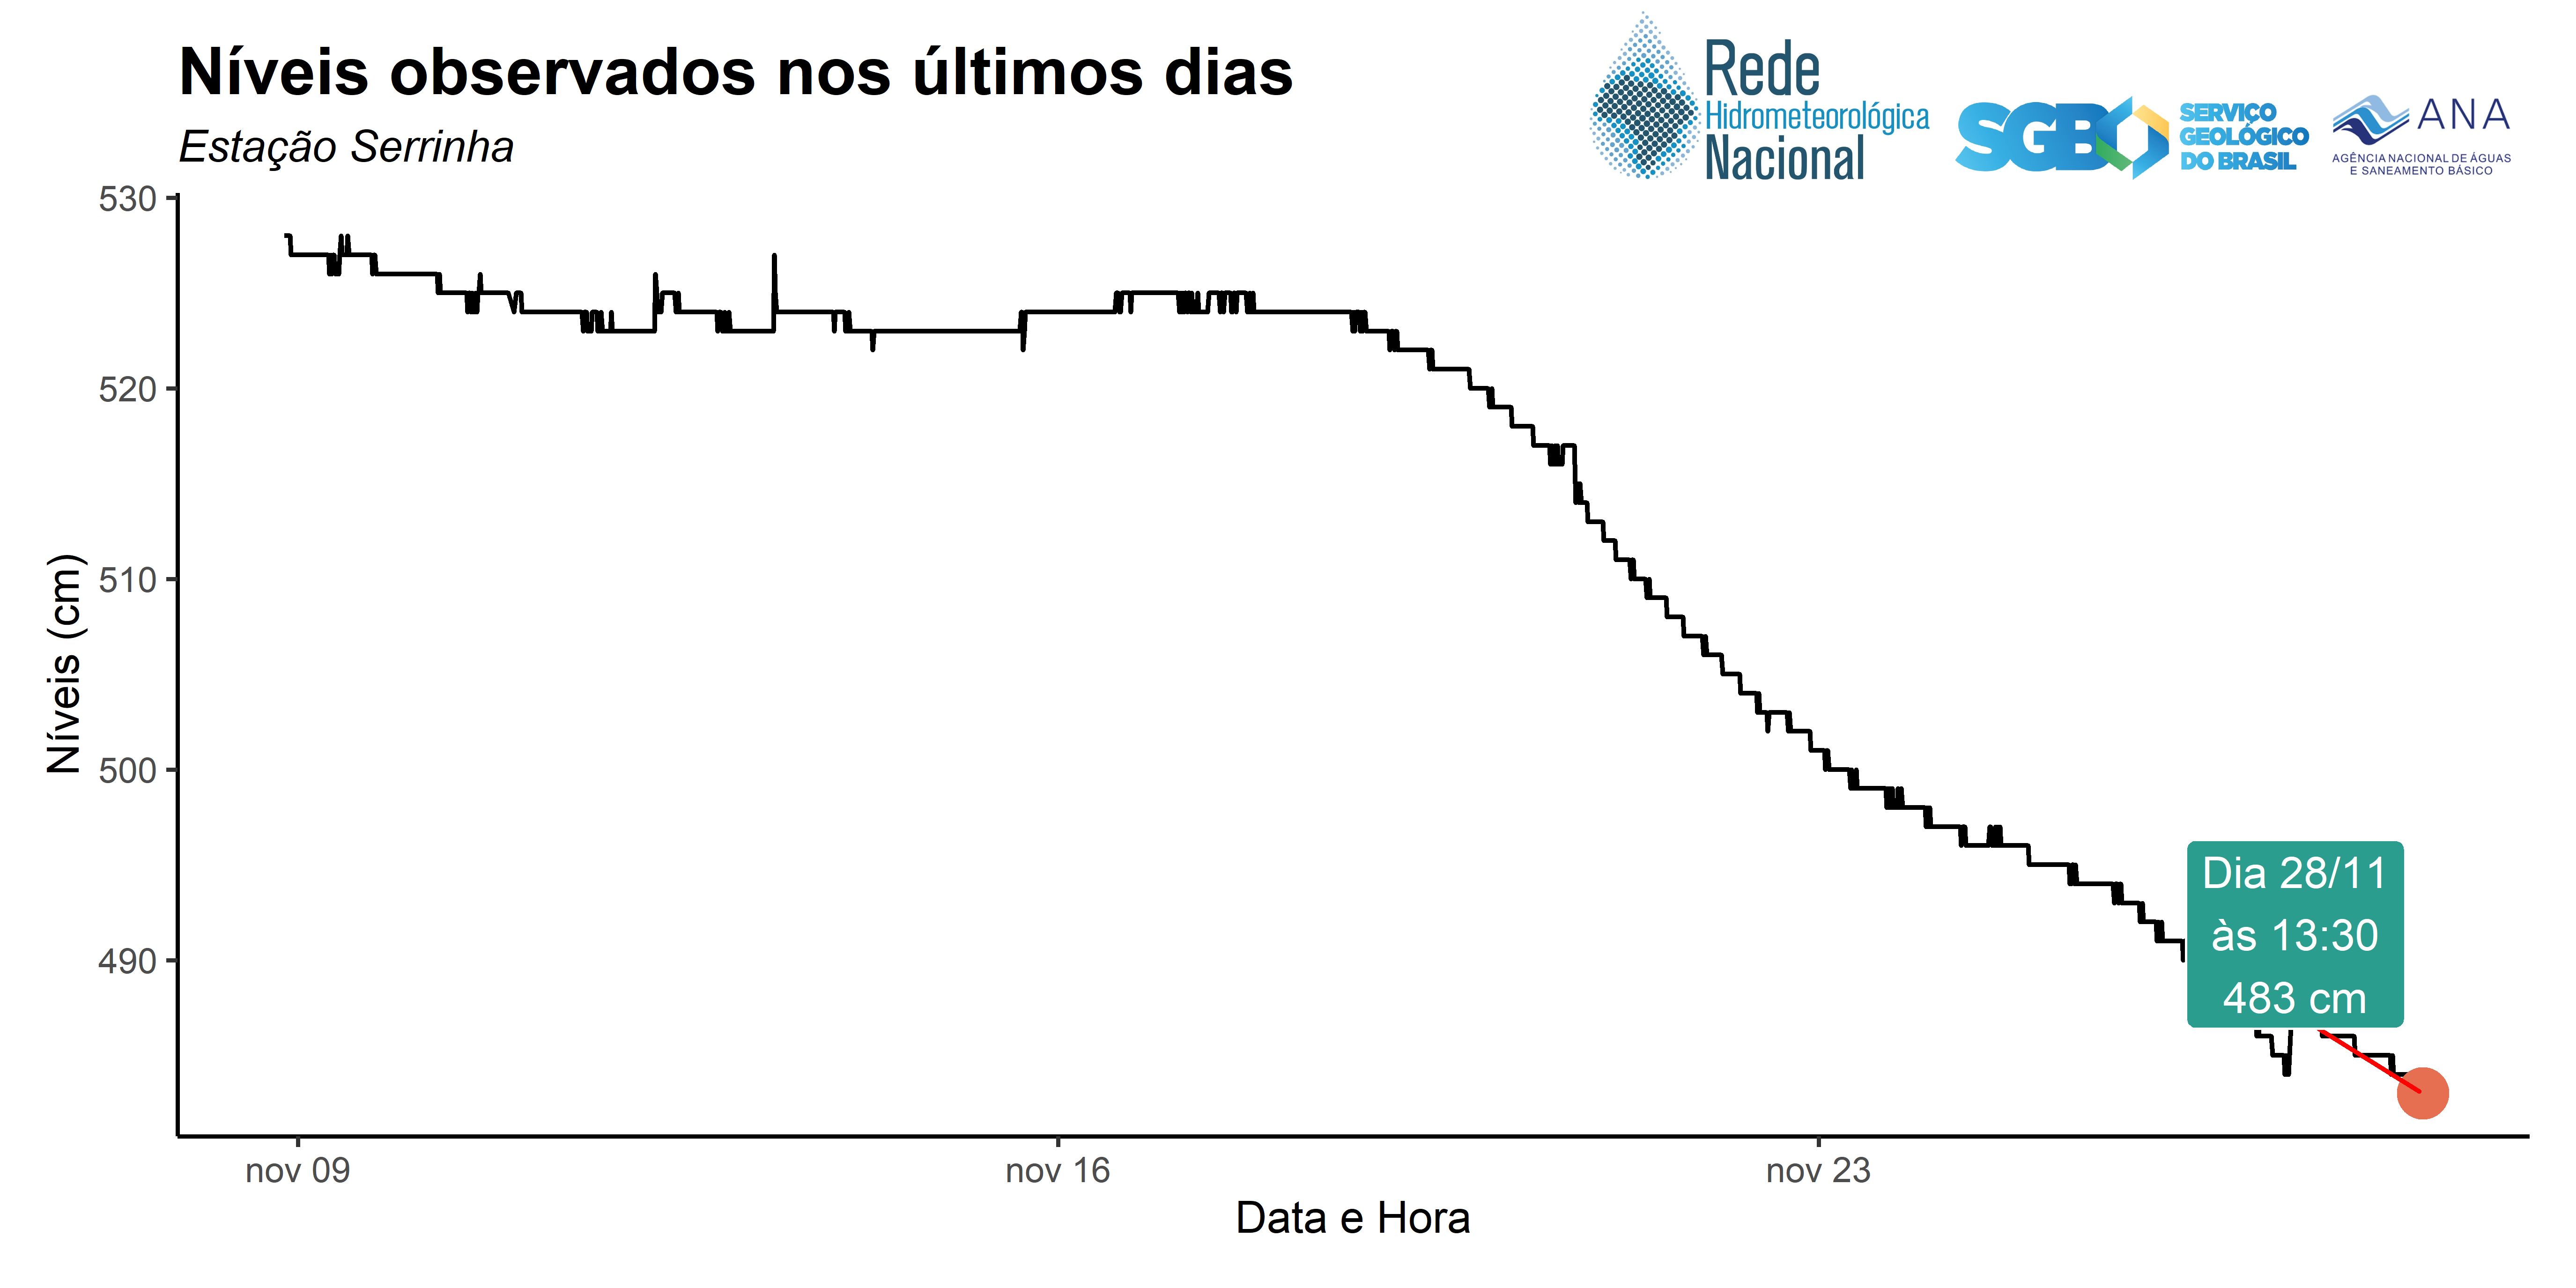 Níveis observados nos últimos dias
Estação Serrinha
Rede
Hidrometeorológica
Nacional
SGB
SERVIÇO
GEOLÓGICO
DO BRASIL
ANA
AGÊNCIA NACIONAL DE ÁGUAS
E SANEAMENTO BÁSICO
Níveis (cm)
530
520
510
500
490
Dia 28/11
às 13:30
483 cm
nov 09
nov 16
nov 23
Data e Hora